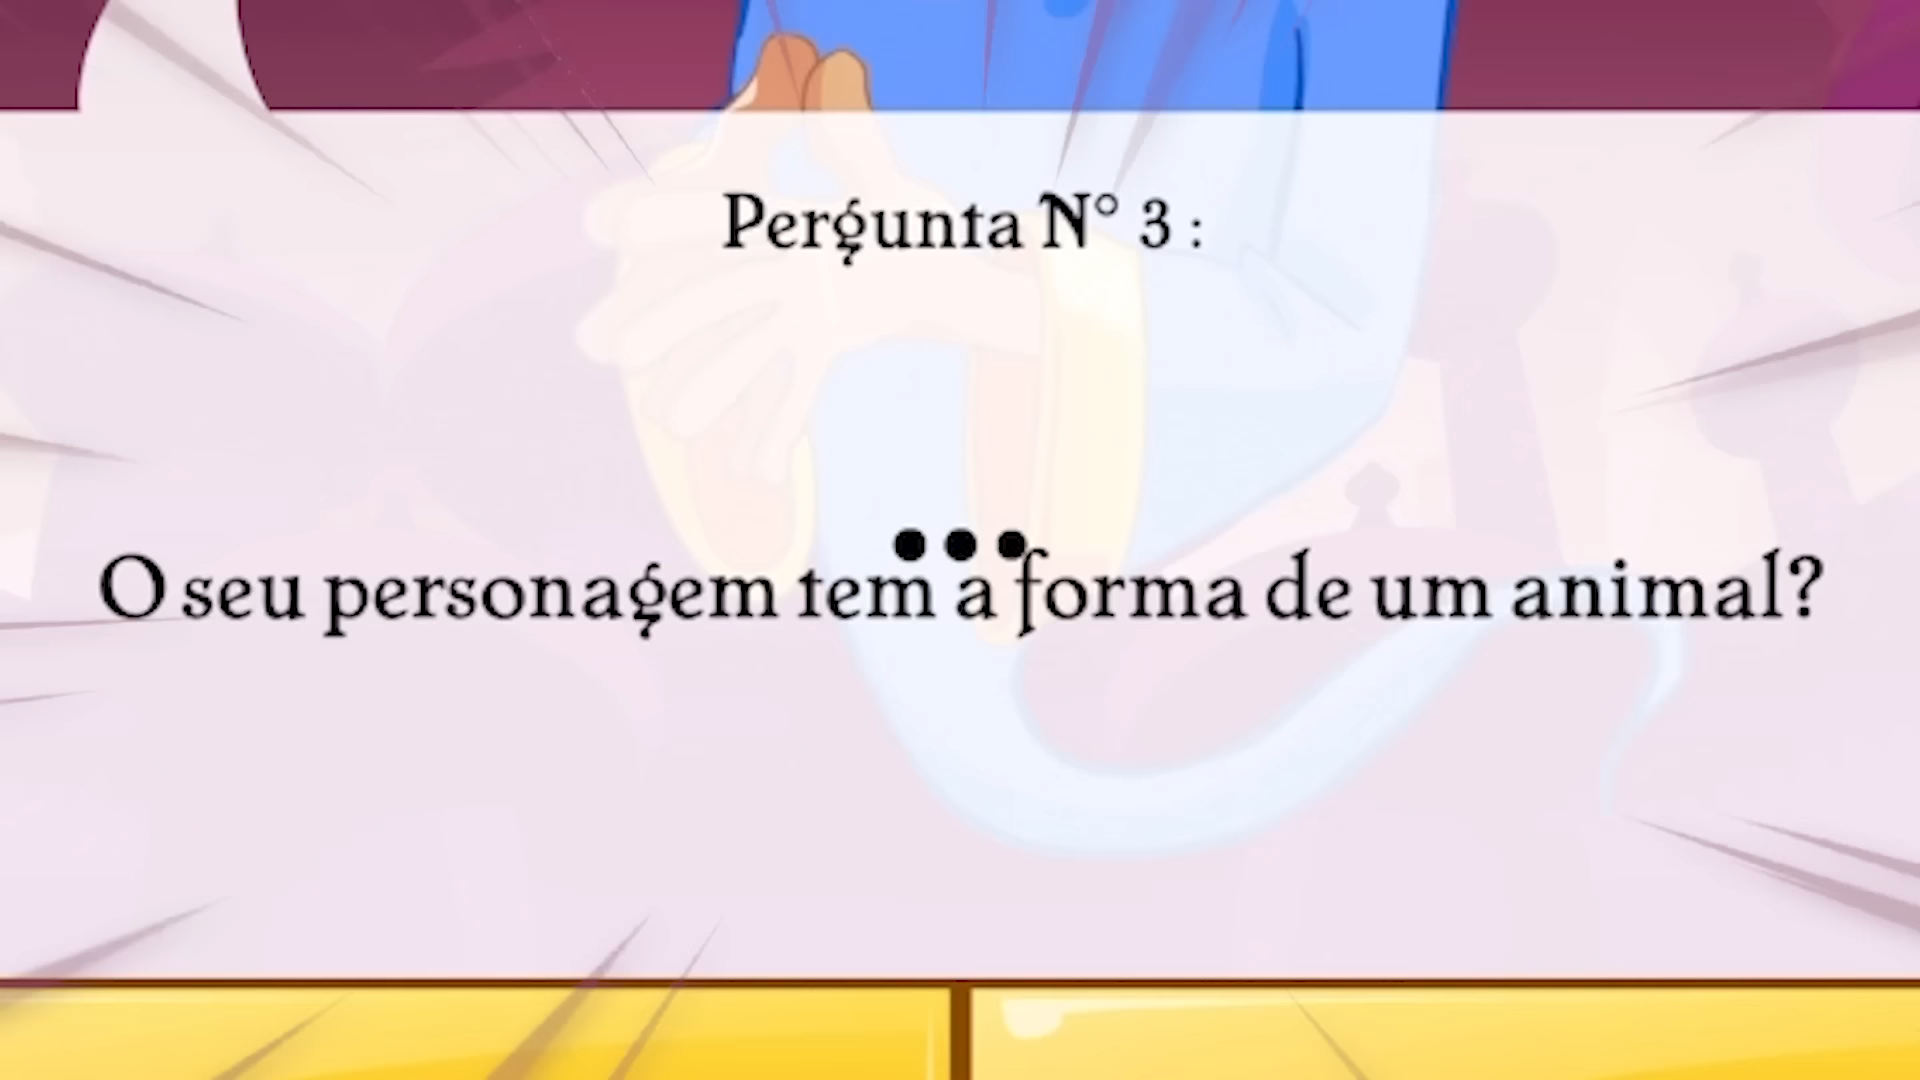 Pergunta N° 3 :
...
O seu personagem tem a forma de um animal?